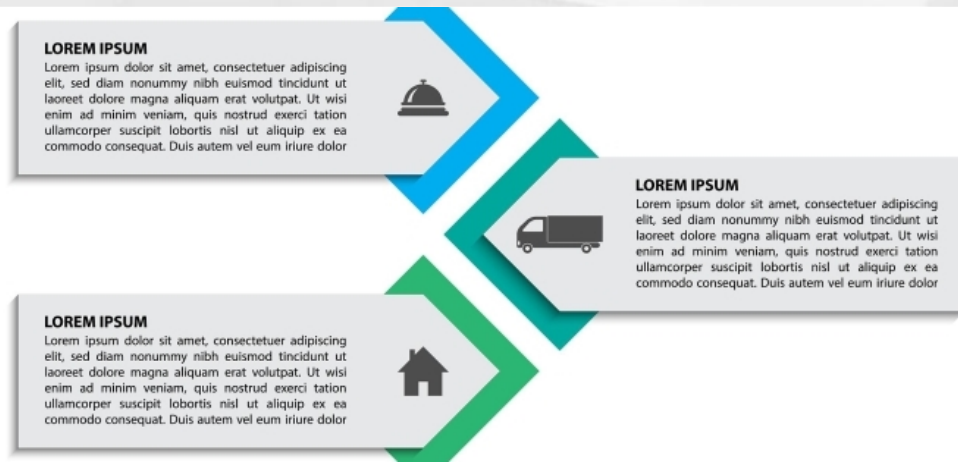 LOREM IPSUM
Lorem ipsum dolor sit amet, consectetuer adipiscing
elit, sed diam nonummy nibh euismod tincidunt ut
laoreet dolore magna aliquam erat volutpat. Ut wisi
enim ad minim veniam, quis nostrud exerci tation
ullamcorper suscipit lobortis nisl ut aliquip ex ea
commodo consequat. Duis autem vel eum iriure dolor
LOREM IPSUM
Lorem ipsum dolor sit amet, consectetuer adipiscing
elit, sed diam nonummy nibh euismod tincidunt ut
laoreet dolore magna aliquam erat volutpat. Ut wisi
enim ad minim veniam, quis nostrud exerci tation
ullamcorper suscipit lobortis nisl ut aliquip ex ea
commodo consequat. Duis autem vel eum iriure dolor
LOREM IPSUM
Lorem ipsum dolor sit amet, consectetuer adipiscing
elit, sed diam nonummy nibh euismod tincidunt ut
laoreet dolore magna aliquam erat volutpat. Ut wisi
enim ad minim veniam, quis nostrud exerci tation
ullamcorper suscipit lobortis nisl ut aliquip ex ea
commodo consequat. Duis autem vel eum iriure dolor